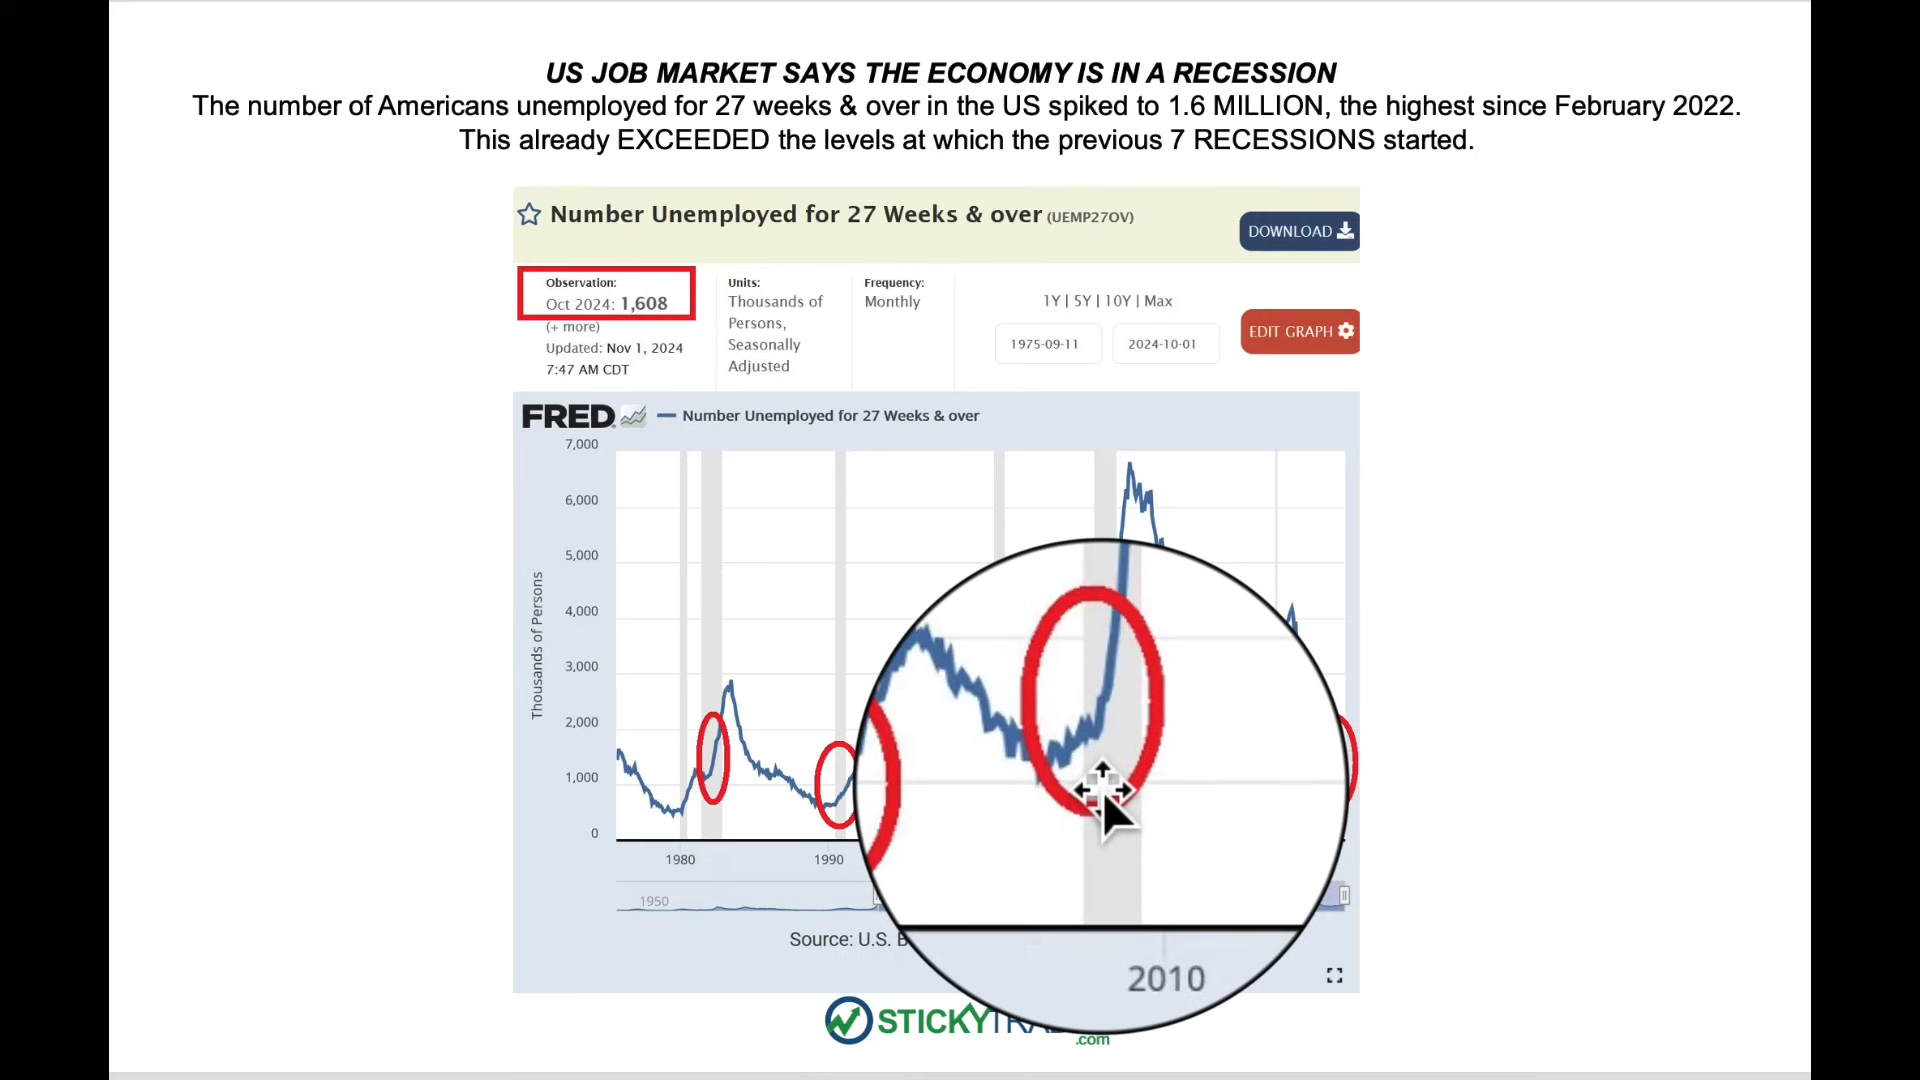 US JOB MARKET SAYS THE ECONOMY IS IN A RECESSION
The number of Americans unemployed for 27 weeks & over in the US spiked to 1.6 MILLION, the highest since February 2022.
This already EXCEEDED the levels at which the previous 7 RECESSIONS started.
Number Unemployed for 27 Weeks & over (UEMP27OV)
DOWNLOAD
Observation:
Oct 2024: 1,608
(+ more)
Updated: Nov 1, 2024
7:47 AM CDT
Units:
Thousands of
Persons,
Seasonally
Adjusted
Frequency:
Monthly
1Y | 5Y | 10Y | Max
1975-09-11
2024-10-01
EDIT GRAPH
FRED
Number Unemployed for 27 Weeks & over
Thousands of Persons
7,000
6,000
5,000
4,000
3,000
2,000
1,000
0
1980
1990
2010
1950
Source: U.S.
STICKY
.com